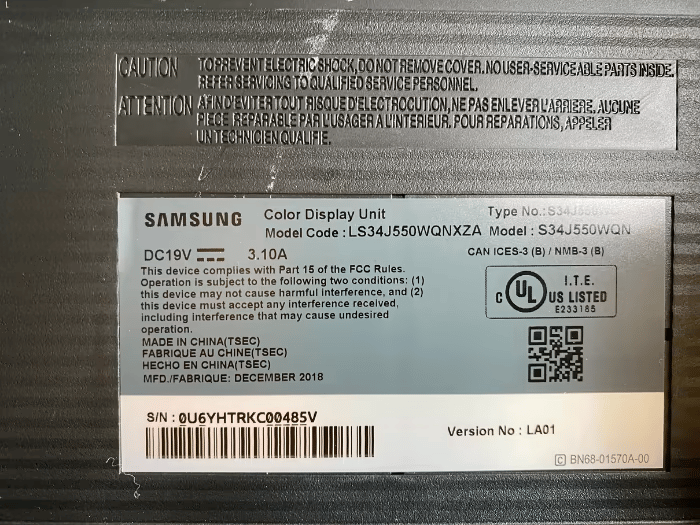 CAUTION TO PREVENT ELECTRIC SHOCK, DO NOT REMOVE COVER. NO USER-SERVICEABLE PARTS INSIDE.
REFER SERVICING TO QUALIFIED SERVICE PERSONNEL.
ATTENTION AFIN D'EVITER TOUT RISQUE D'ELECTROCUTION, NE PAS ENLEVER L'ARRIERE. AUCUNE
PIECE REPARABLE PAR L'USAGER A L'INTERIEUR. POUR REPARATIONS, APPELER
UN TECHNICIEN QUALIFIE.
SAMSUNG Color Display Unit Type No.: S34J550WQ
Model Code : LS34J550WQNXZA Model : S34J550WQN
DC19V 3.10A CAN ICES-3 (B) / NMB-3 (B)
This device complies with Part 15 of the FCC Rules.
Operation is subject to the following two conditions: (1)
this device may not cause harmful Interference, and (2)
this device must accept any interference received,
including Interference that may cause undesired
operation.
C UL US LISTED
I.T.E.
E233185
MADE IN CHINA(TSEC)
FABRIQUE AU CHINE(TSEC)
HECHO EN CHINA(TSEC)
MFD./FABRIQUE: DECEMBER 2018
S/N : 0U6YHTRKC00485V
Version No : LA01
C BN68-01570A-00